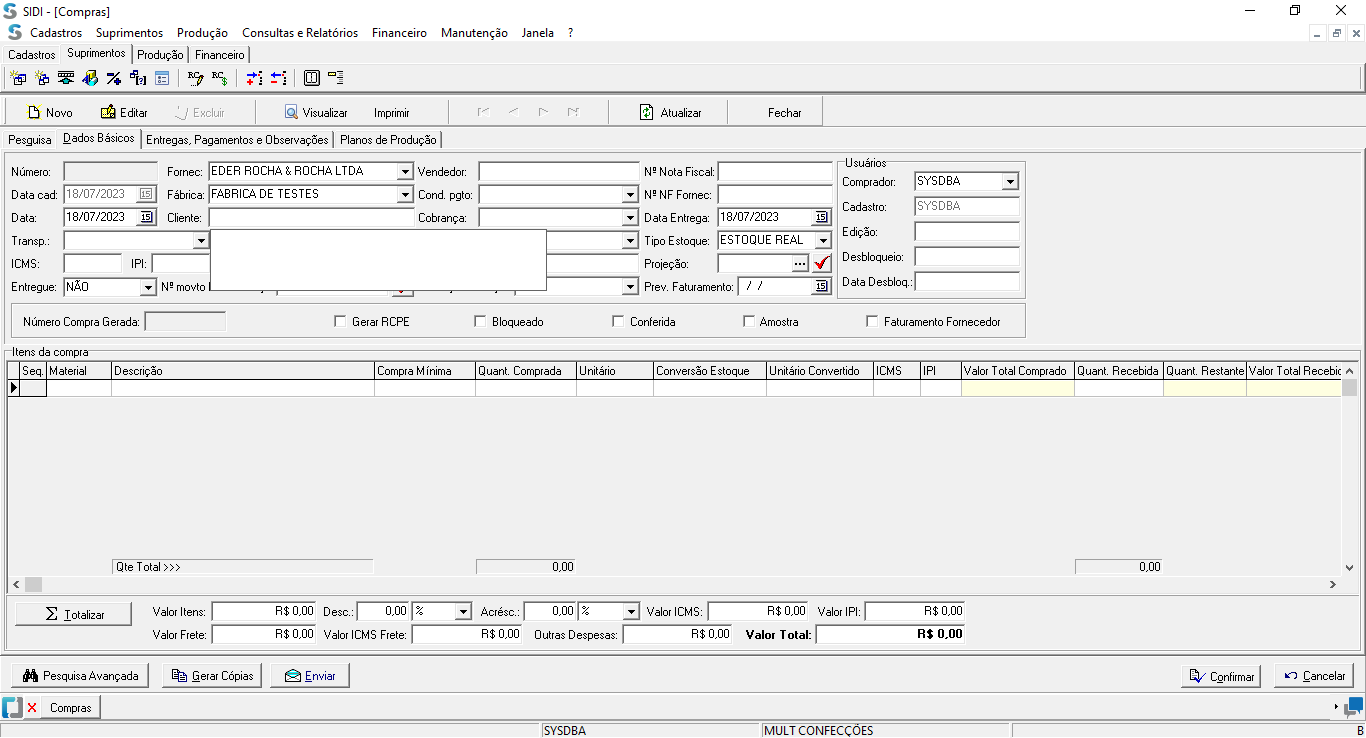 SIDI - [Compras]
Cadastros Suprimentos Produção Consultas e Relatórios Financeiro Manutenção Janela ?
Cadastros Suprimentos Produção Financeiro
Novo Editar Excluir Visualizar Imprimir Atualizar Fechar
Pesquisa Dados Básicos Entregas, Pagamentos e Observações Planos de Produção
Número: Fornec: EDER ROCHA & ROCHA LTDA Vendedor: Nº Nota Fiscal: Usuários
Data cad: 18/07/2023 15 Fábrica: FABRICA DE TESTES Cond. pgto: Nº NF Fornec: Comprador: SYSDBA
Data: 18/07/2023 15 Cliente: Cobrança: Data Entrega: 18/07/2023 15 Cadastro: SYSDBA
Transp.: Tipo Estoque: ESTOQUE REAL Edição:
ICMS: IPI: Projeção: ... Desbloqueio:
Entregue: NÃO Nº movto Prev. Faturamento: / / 15 Data Desbloq.:
Número Compra Gerada: Gerar RCPE Bloqueado Conferida Amostra Faturamento Fornecedor
Itens da compra
Seq. Material Descrição Compra Mínima Quant. Comprada Unitário Conversão Estoque Unitário Convertido ICMS IPI Valor Total Comprado Quant. Recebida Quant. Restante Valor Total Recebic
Qte Total >>> 0,00 0,00
Σ Totalizar Valor Itens: R$ 0,00 Desc.: 0,00 % Acrésc.: 0,00 % Valor ICMS: R$ 0,00 Valor IPI: R$ 0,00
Valor Frete: R$ 0,00 Valor ICMS Frete: R$ 0,00 Outras Despesas: R$ 0,00 Valor Total: R$ 0,00
Pesquisa Avançada Gerar Cópias Enviar Confirmar Cancelar
Compras
SYSDBA MULT CONFECÇÕES B